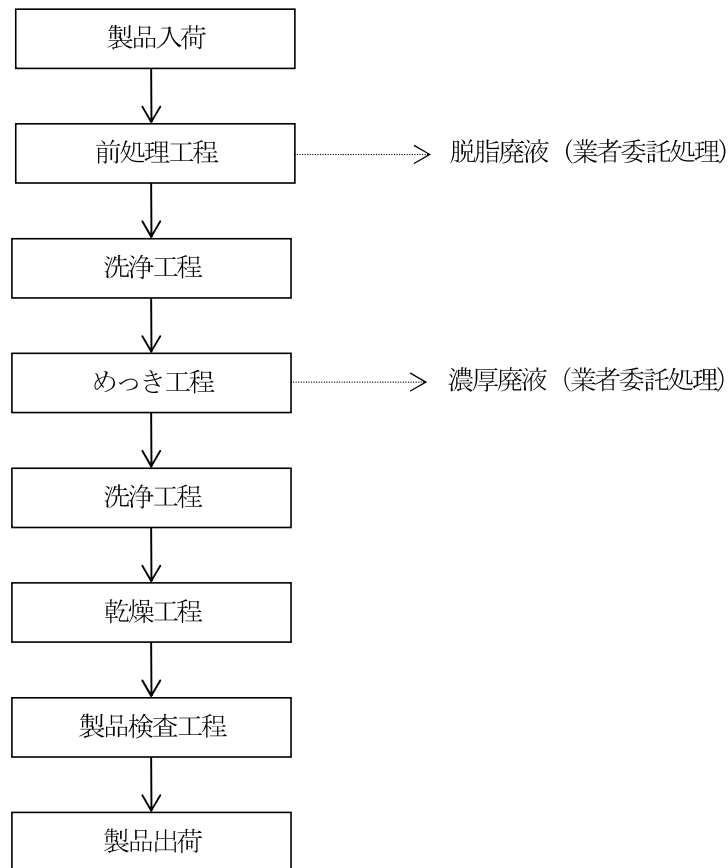 製品入荷
前処理工程
脱脂廃液（業者委託処理）
洗浄工程
めっき工程
濃厚廃液（業者委託処理）
洗浄工程
乾燥工程
製品検査工程
製品出荷